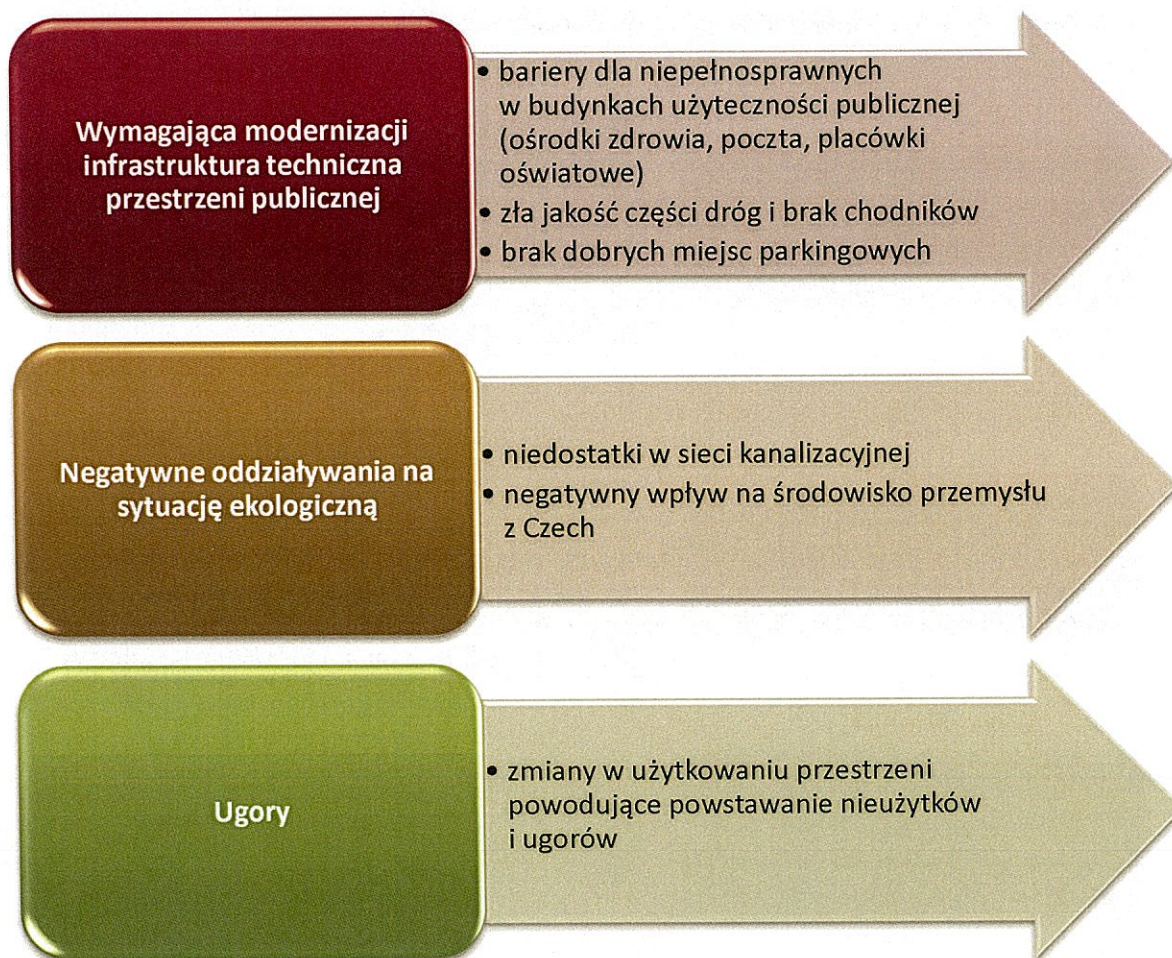 Wymagająca modernizacji
infrastruktura techniczna
przestrzeni publicznej
• bariery dla niepełnosprawnych
w budynkach użyteczności publicznej
(ośrodki zdrowia, poczta, placówki
oświatowe)
• zła jakość części dróg i brak chodników
• brak dobrych miejsc parkingowych
Negatywne oddziaływania na
sytuację ekologiczną
• niedostatki w sieci kanalizacyjnej
• negatywny wpływ na środowisko przemysłu
z Czech
Ugory
• zmiany w użytkowaniu przestrzeni
powodujące powstawanie nieużytków
i ugorów